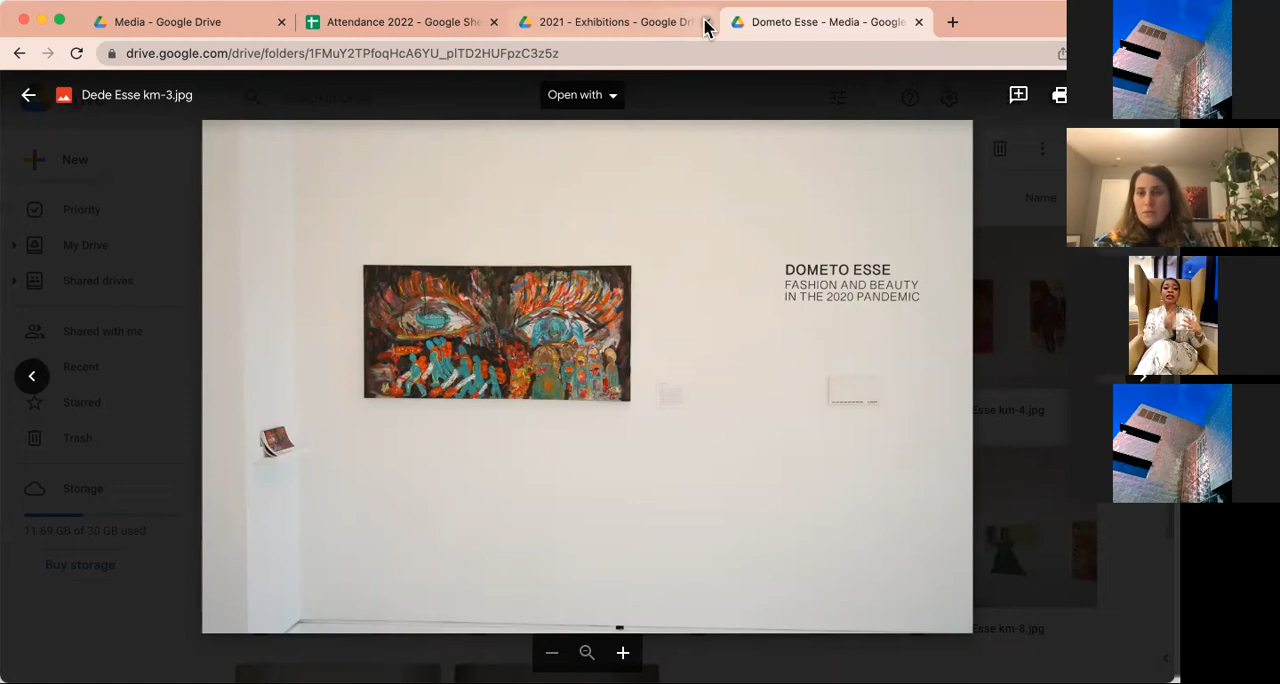 Media - Google Drive
Attendance 2022 - Google She
2021 - Exhibitions - Google Dri
Dometo Esse - Media - Google
drive.google.com/drive/folders/1FMuY2TPfoqHcA6YU_plTD2HUFpzC3z5z
Dede Esse km-3.jpg
Open with
New
Priority
My Drive
Shared drives
Shared with me
Recent
Starred
Trash
Storage
11.69 GB of 30 GB used
Buy storage
DOMETO ESSE
FASHION AND BEAUTY
IN THE 2020 PANDEMIC
Name
Esse km-4.jpg
Esse km-8.jpg